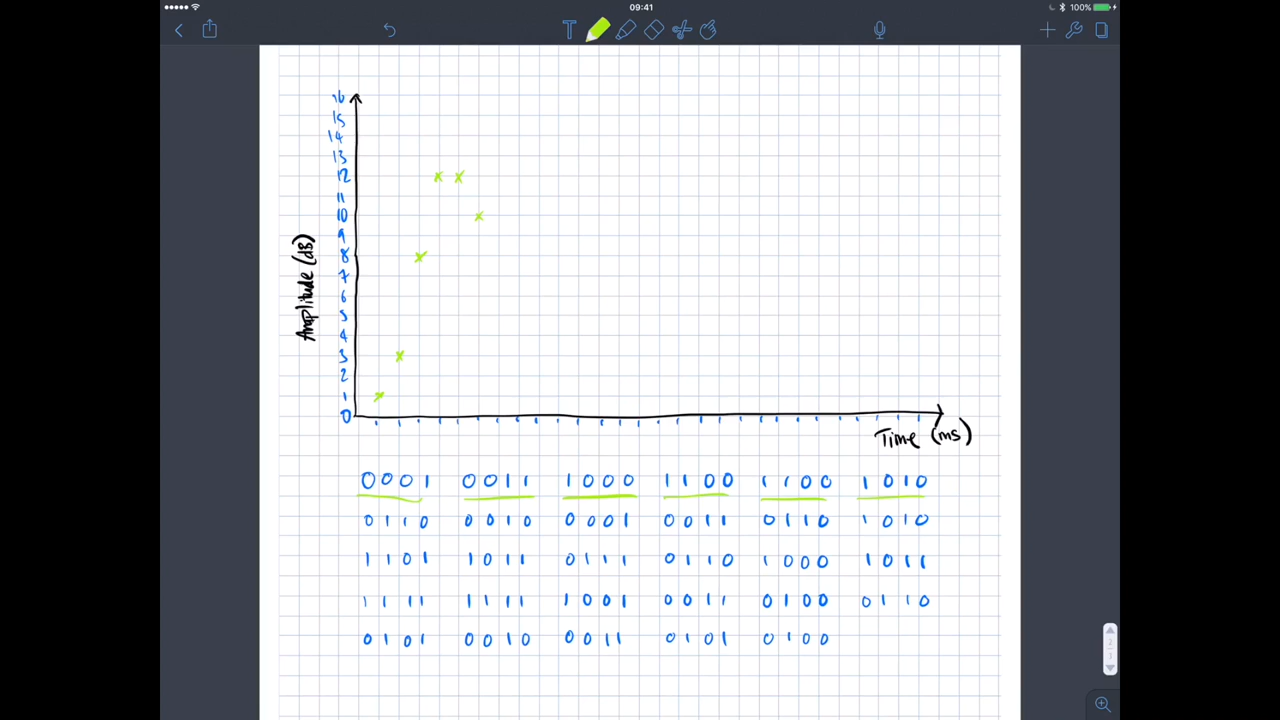 09:41
100%
T
16
15
14
13
12
11
10
9
8
7
6
5
4
3
2
1
0
Amplitude (dB)
Time (ms)
0001 0011 1000 1100 1100 1010
0110 0010 0001 0011 0110 1010
1101 1011 0111 0110 1000 1011
1111 1111 1001 0011 0100 0110
0101 0010 0011 0101 0100
2
3